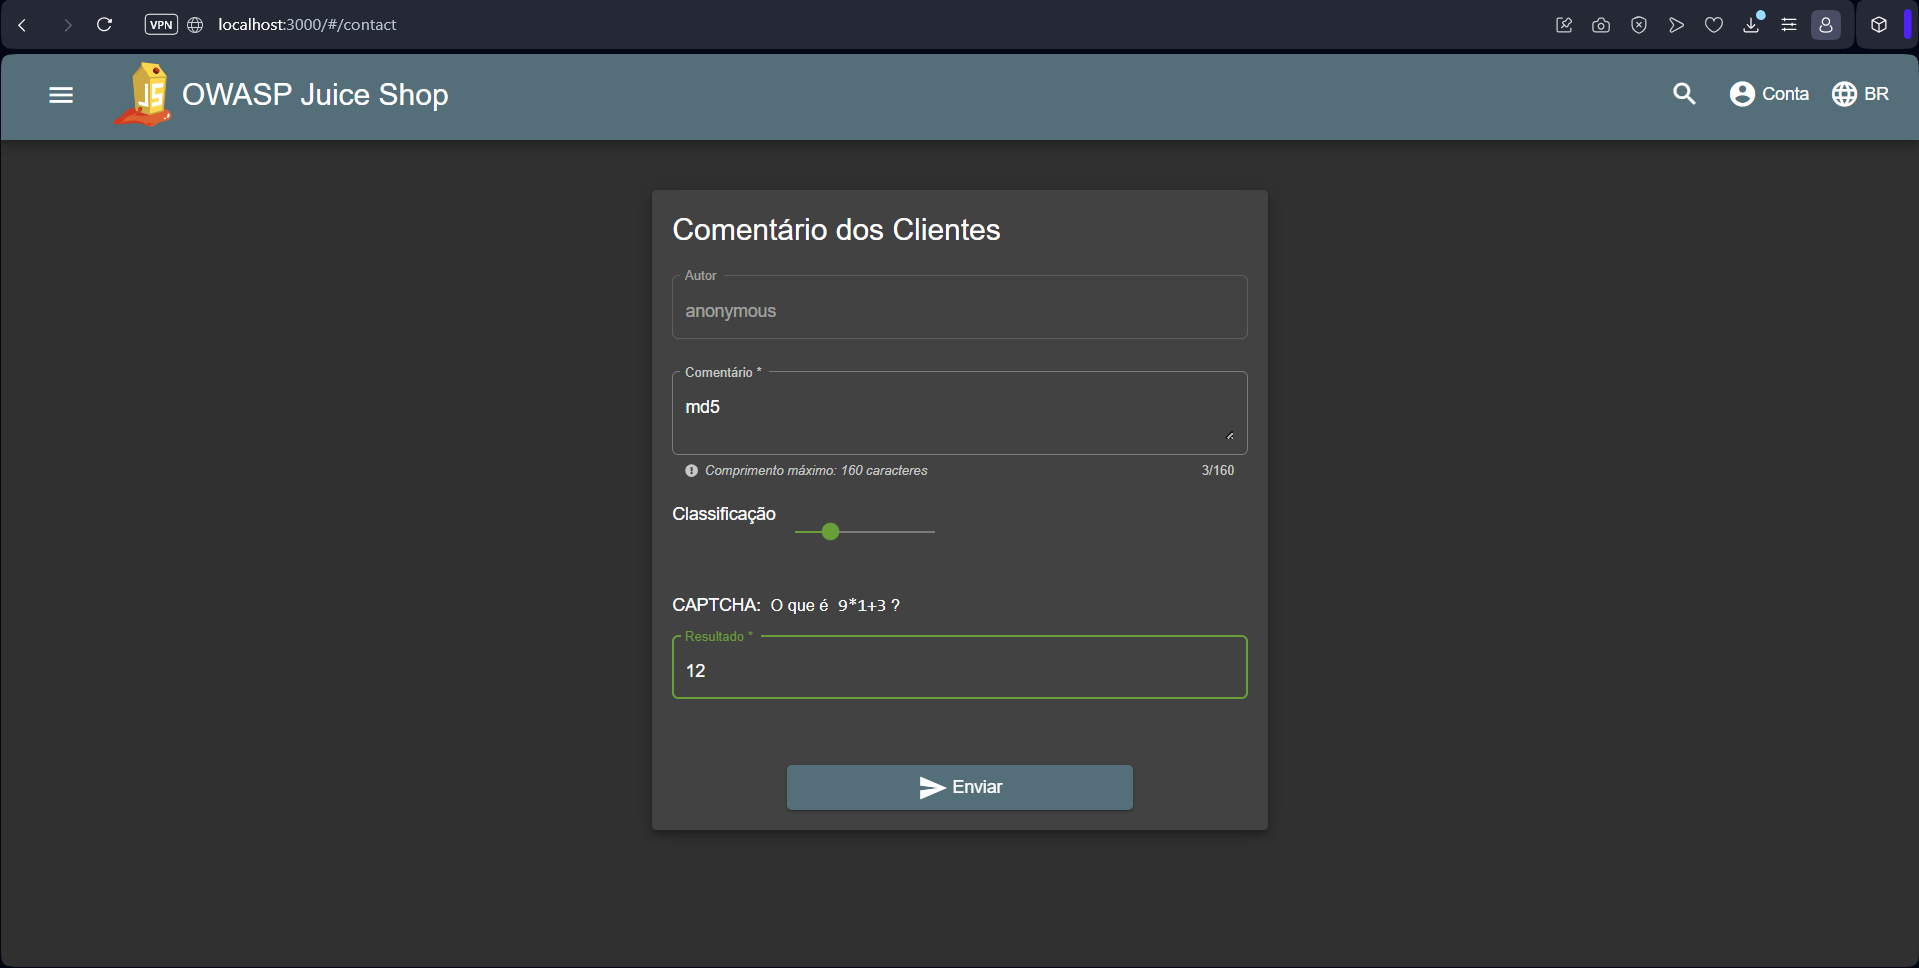 VPN localhost:3000/#/contact
JS OWASP Juice Shop Conta BR
Comentário dos Clientes
Autor
anonymous
Comentário *
md5
Comprimento máximo: 160 caracteres 3/160
Classificação
CAPTCHA: O que é 9*1+3 ?
Resultado *
12
Enviar